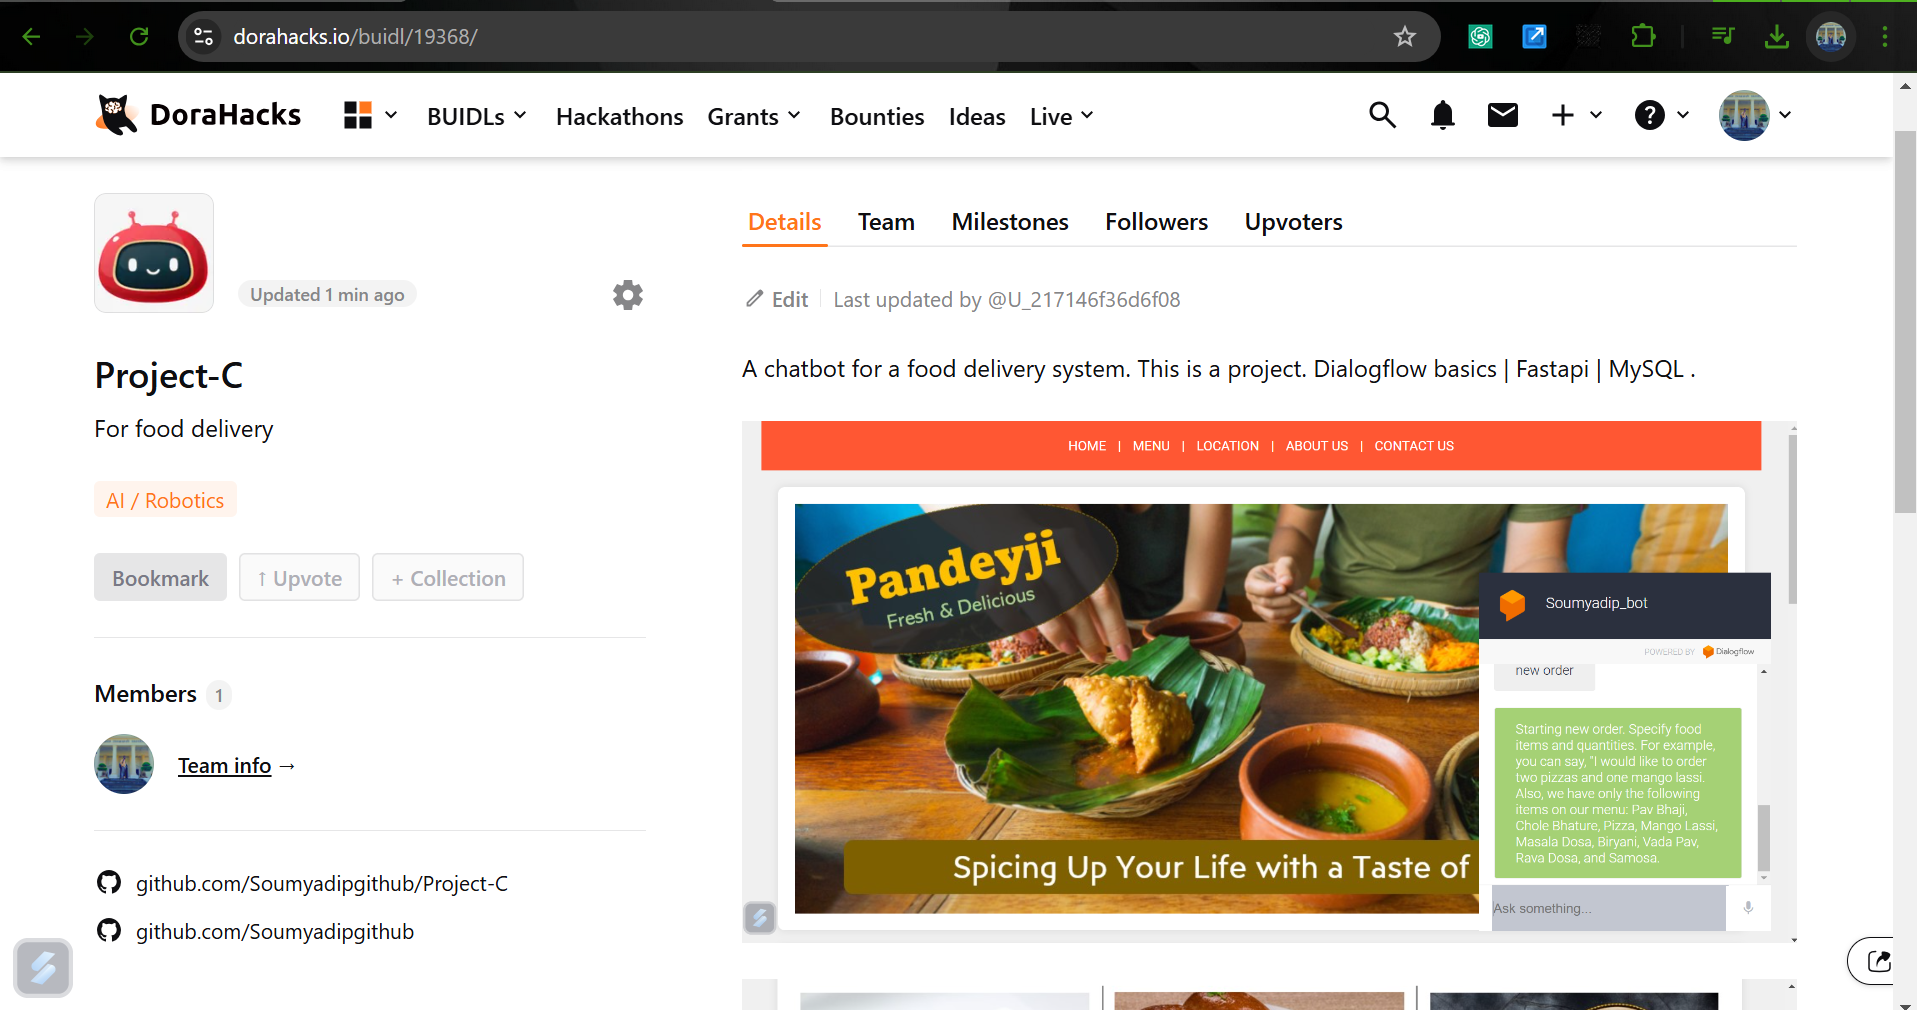 dorahacks.io/buidl/19368/
DoraHacks
BUIDLs
Hackathons
Grants
Bounties
Ideas
Live
Updated 1 min ago
Project-C
For food delivery
AI / Robotics
Bookmark
↑ Upvote
+ Collection
Members 1
Team info →
github.com/Soumyadipgithub/Project-C
github.com/Soumyadipgithub
Details
Team
Milestones
Followers
Upvoters
Edit
Last updated by @U_217146f36d6f08
A chatbot for a food delivery system. This is a project. Dialogflow basics | Fastapi | MySQL .
HOME | MENU | LOCATION | ABOUT US | CONTACT US
Pandeyji
Fresh & Delicious
Spicing Up Your Life with a Taste of
Soumyadip_bot
POWERED BY Dialogflow
new order
Starting new order. Specify food
items and quantities. For example,
you can say, "I would like to order
two pizzas and one mango lassi.
Also, we have only the following
items on our menu: Pav Bhaji,
Chole Bhature, Pizza, Mango Lassi,
Masala Dosa, Biryani, Vada Pav,
Rava Dosa, and Samosa.
Ask something...